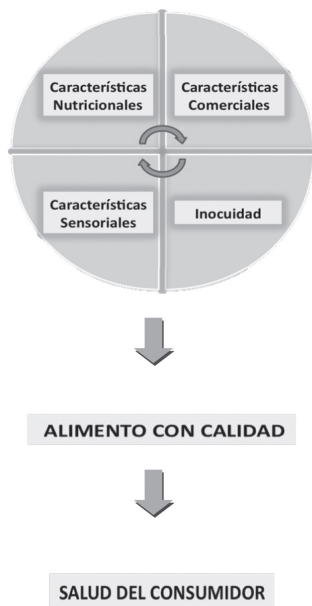 Características
Nutricionales
Características
Comerciales
Características
Sensoriales
Inocuidad
ALIMENTO CON CALIDAD
SALUD DEL CONSUMIDOR